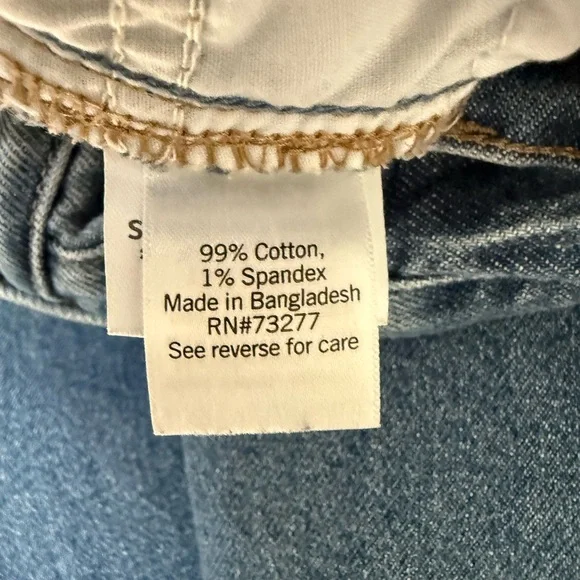 S
99% Cotton,
1% Spandex
Made in Bangladesh
RN#73277
See reverse for care